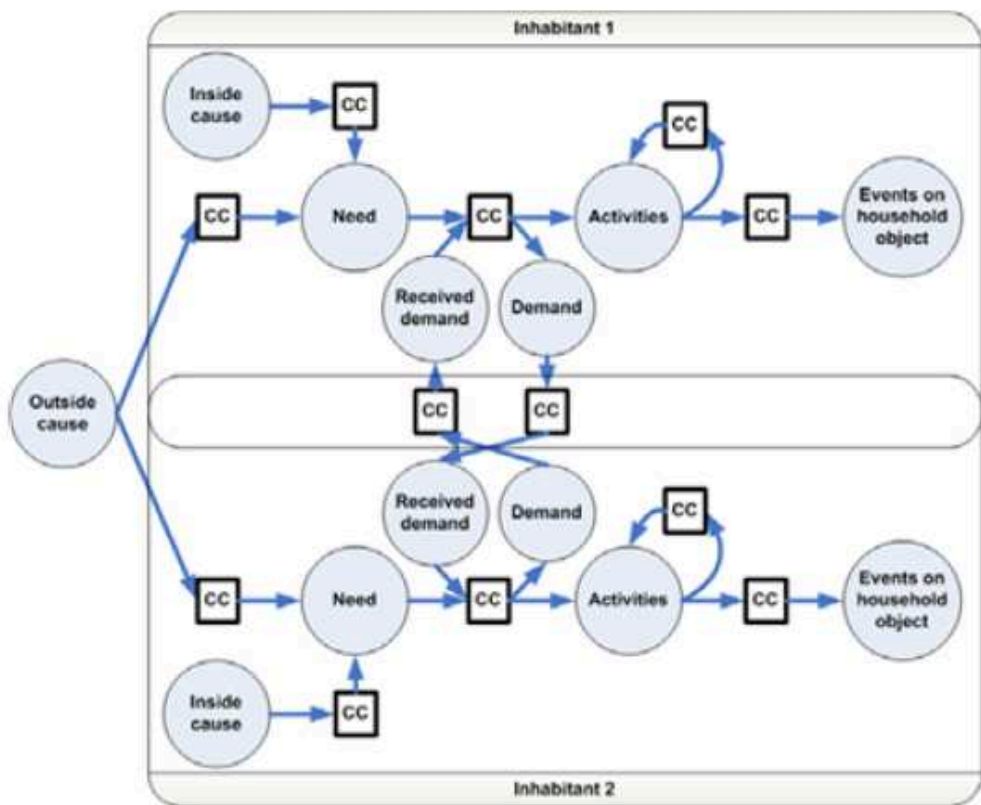 Inhabitant 1
Inside
cause
CC
CC
CC
Need
CC
Activities
CC
Events on
household
object
Received
demand
Demand
Outside
cause
CC
CC
Received
demand
Demand
CC
CC
Need
CC
Activities
CC
Events on
household
object
Inside
cause
CC
Inhabitant 2